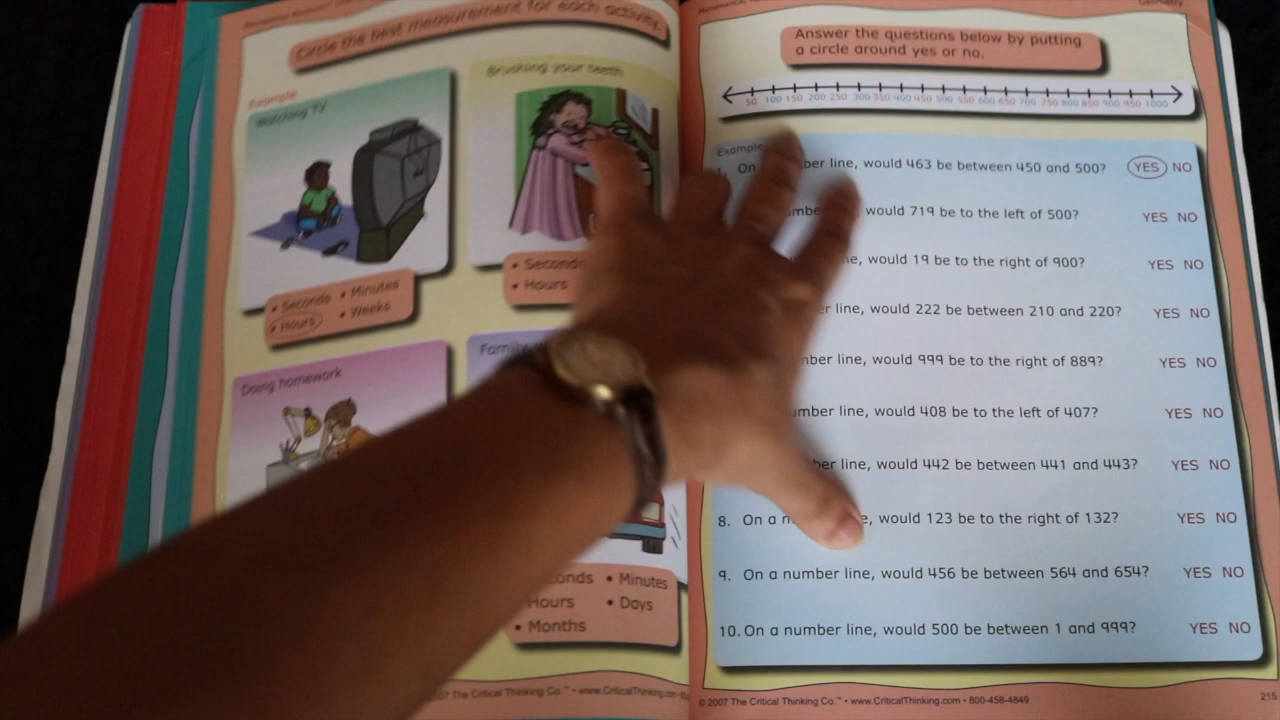 Circle the best measurement for each activity.
Example
Watching TV
• Seconds • Minutes
• Hours • Weeks
Brushing your teeth
• Seconds
• Hours
Doing homework
Family
• Minutes
Hours • Days
• Months
2007 The Critical Thinking Co.™ • www.CriticalThinking.com
Geometry
Answer the questions below by putting
a circle around yes or no.
50 100 150 200 250 300 350 400 450 500 550 600 650 700 750 800 850 900 950 1000
Example
1. On line, would 463 be between 450 and 500? YES NO
would 719 be to the left of 500? YES NO
would 19 be to the right of 900? YES NO
line, would 222 be between 210 and 220? YES NO
line, would 999 be to the right of 889? YES NO
line, would 408 be to the left of 407? YES NO
line, would 442 be between 441 and 443? YES NO
8. On a would 123 be to the right of 132? YES NO
9. On a number line, would 456 be between 564 and 654? YES NO
10. On a number line, would 500 be between 1 and 999? YES NO
© 2007 The Critical Thinking Co.™ • www.CriticalThinking.com • 800-458-4849
215